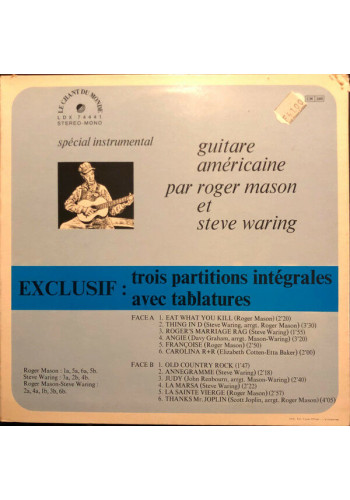 LE CHANT DU MONDE
LDX 74441
STEREO-MONO
spécial instrumental
guitare
américaine
par roger mason
et
steve waring
EXCLUSIF : trois partitions intégrales
avec tablatures
FACE A 1. EAT WHAT YOU KILL (Roger Mason) (2'20)
2. THING IN D (Steve Waring, arrgt. Roger Mason) (3'30)
3. ROGER'S MARRIAGE RAG (Steve Waring) (1'55)
4. ANGIE (Davy Graham, arrgt. Steve Waring) (3'20)
5. FRANÇOISE (Roger Mason) (2'50)
6. CAROLINA R+R (Elizabeth Cotten-Etta Baker) (2'00)
FACE B 1. OLD COUNTRY ROCK (1'47)
2. ANNEGRAMME (Steve Waring) (2'18)
3. JUDY (John Renbourn, arrgt. Mason-Waring) (2'40)
4. LA MARSA (Steve Waring) (2'22)
5. LA SAINTE VIERGE (Roger Mason) (2'57)
6. THANKS Mr. JOPLIN (Scott Joplin, arrgt. Roger Mason) (4'05)
Roger Mason : 1a, 5a, 6a, 5b.
Steve Waring : 3a, 2b, 4b.
Roger Mason-Steve Waring :
2a, 4a, 1b, 3b, 6b.